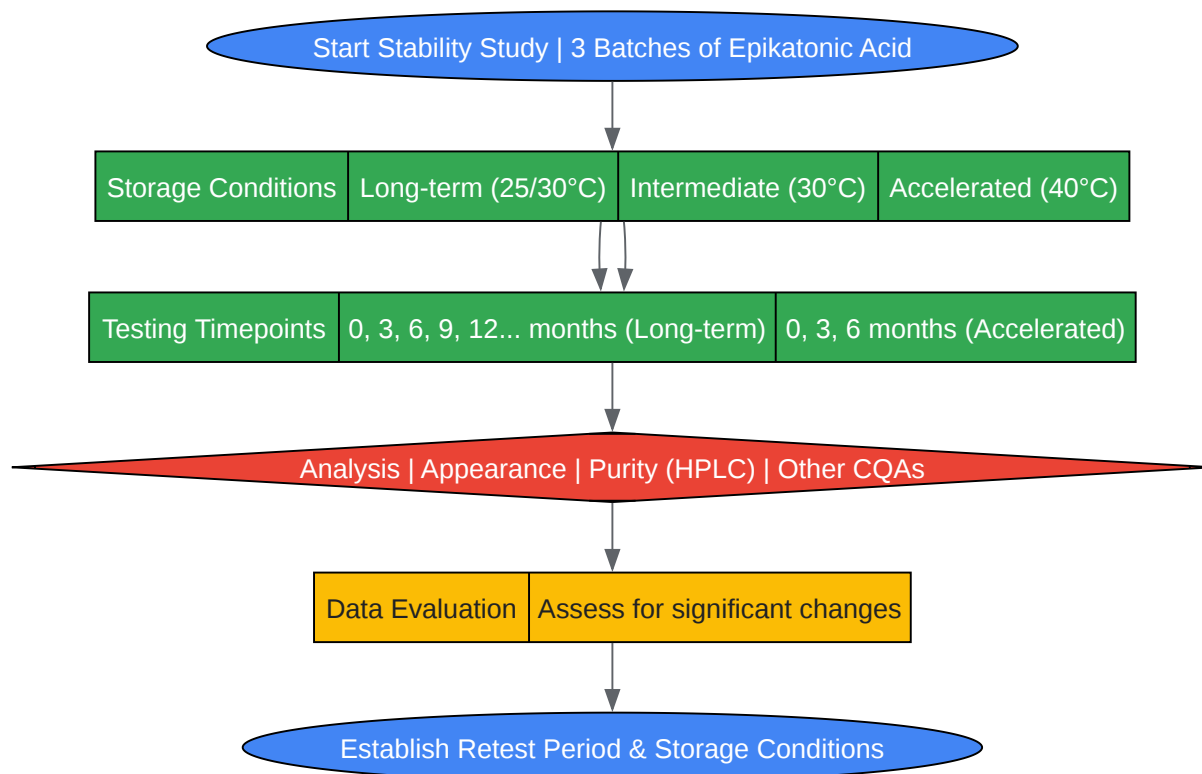 Start Stability Study | 3 Batches of Epikatonic Acid
Storage Conditions
Long-term (25/30°C)
Intermediate (30°C)
Accelerated (40°C)
Testing Timepoints
0, 3, 6, 9, 12... months (Long-term)
0, 3, 6 months (Accelerated)
Analysis | Appearance | Purity (HPLC) | Other CQAs
Data Evaluation
Assess for significant changes
Establish Retest Period & Storage Conditions